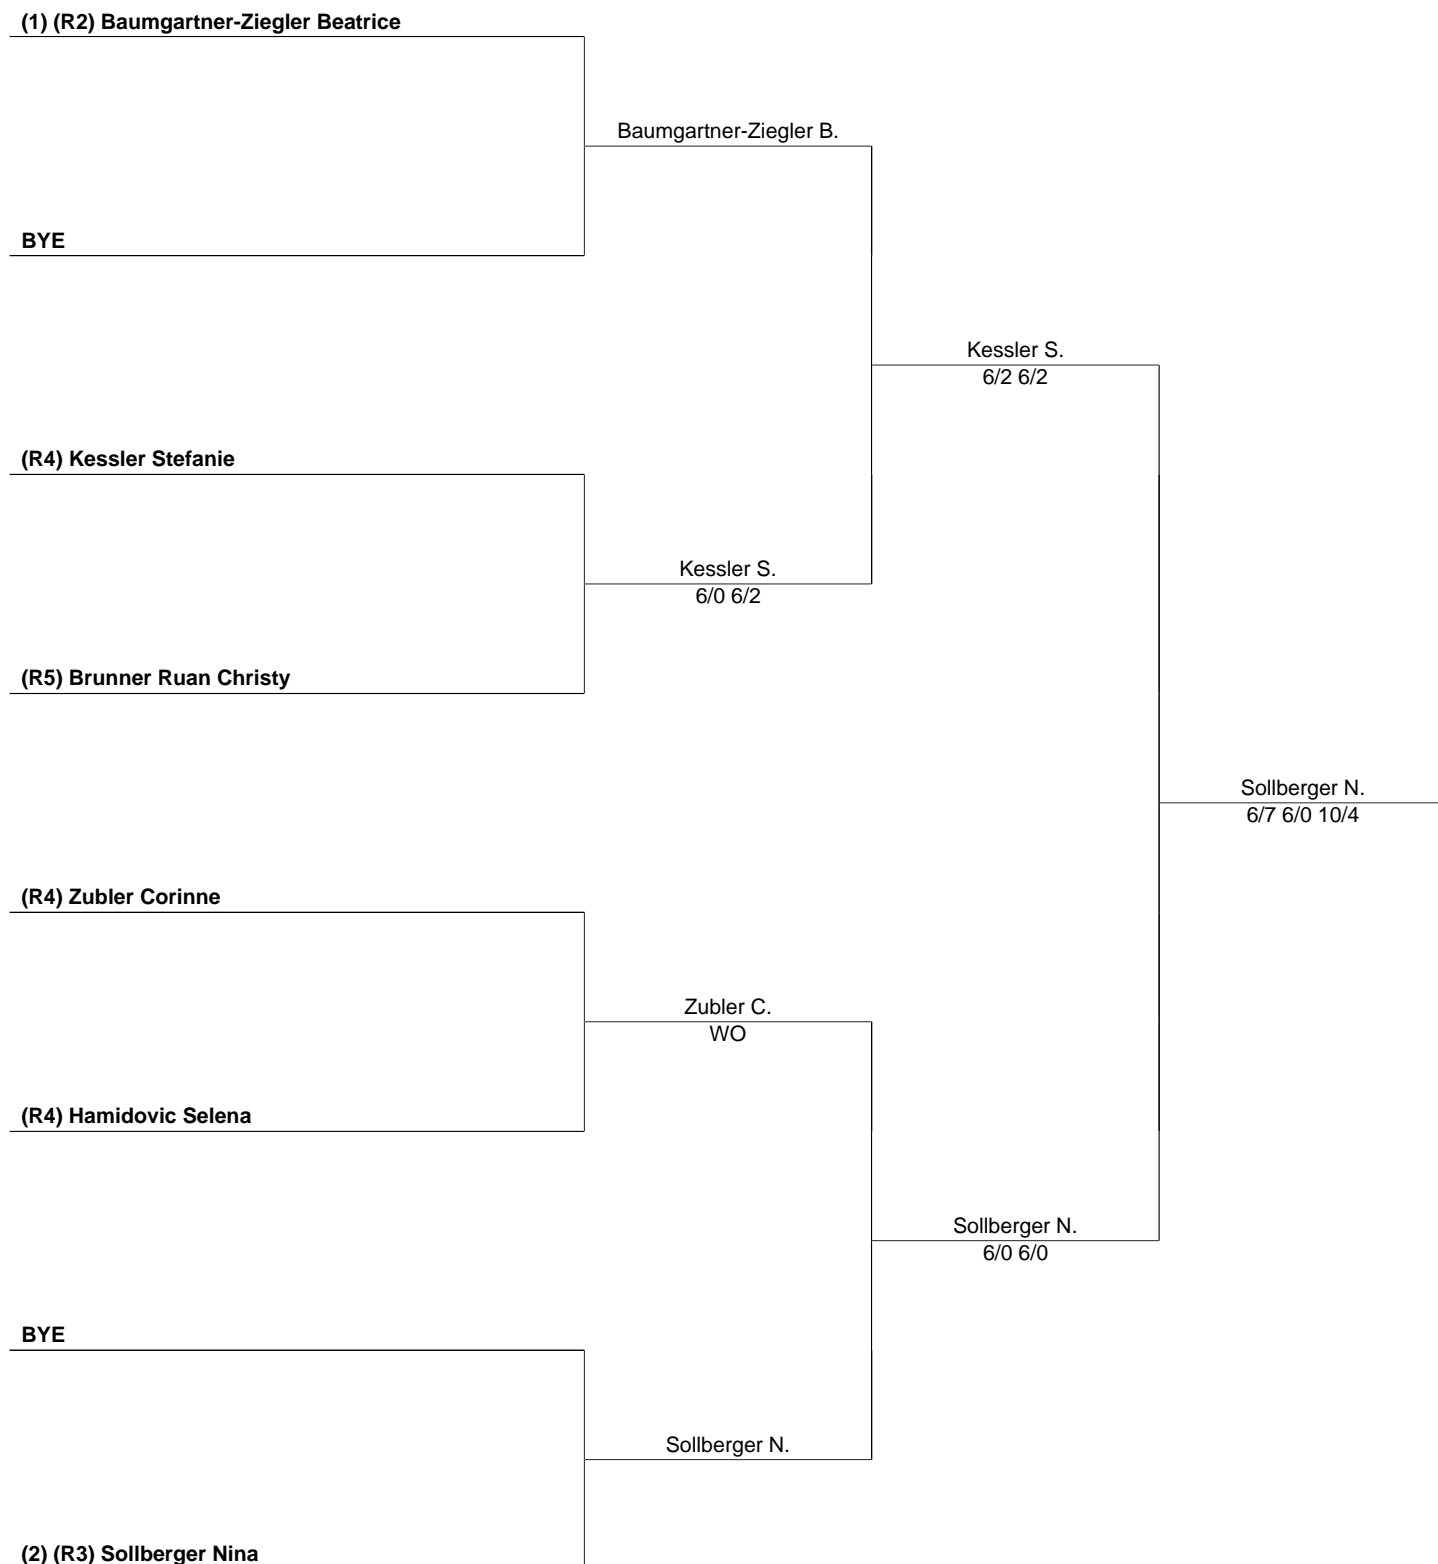 (1) (R2) Baumgartner-Ziegler Beatrice
Baumgartner-Ziegler B.
BYE
Kessler S.
6/2 6/2
(R4) Kessler Stefanie
Kessler S.
6/0 6/2
(R5) Brunner Ruan Christy
Sollberger N.
6/7 6/0 10/4
(R4) Zubler Corinne
Zubler C.
WO
(R4) Hamidovic Selena
Sollberger N.
6/0 6/0
BYE
Sollberger N.
(2) (R3) Sollberger Nina